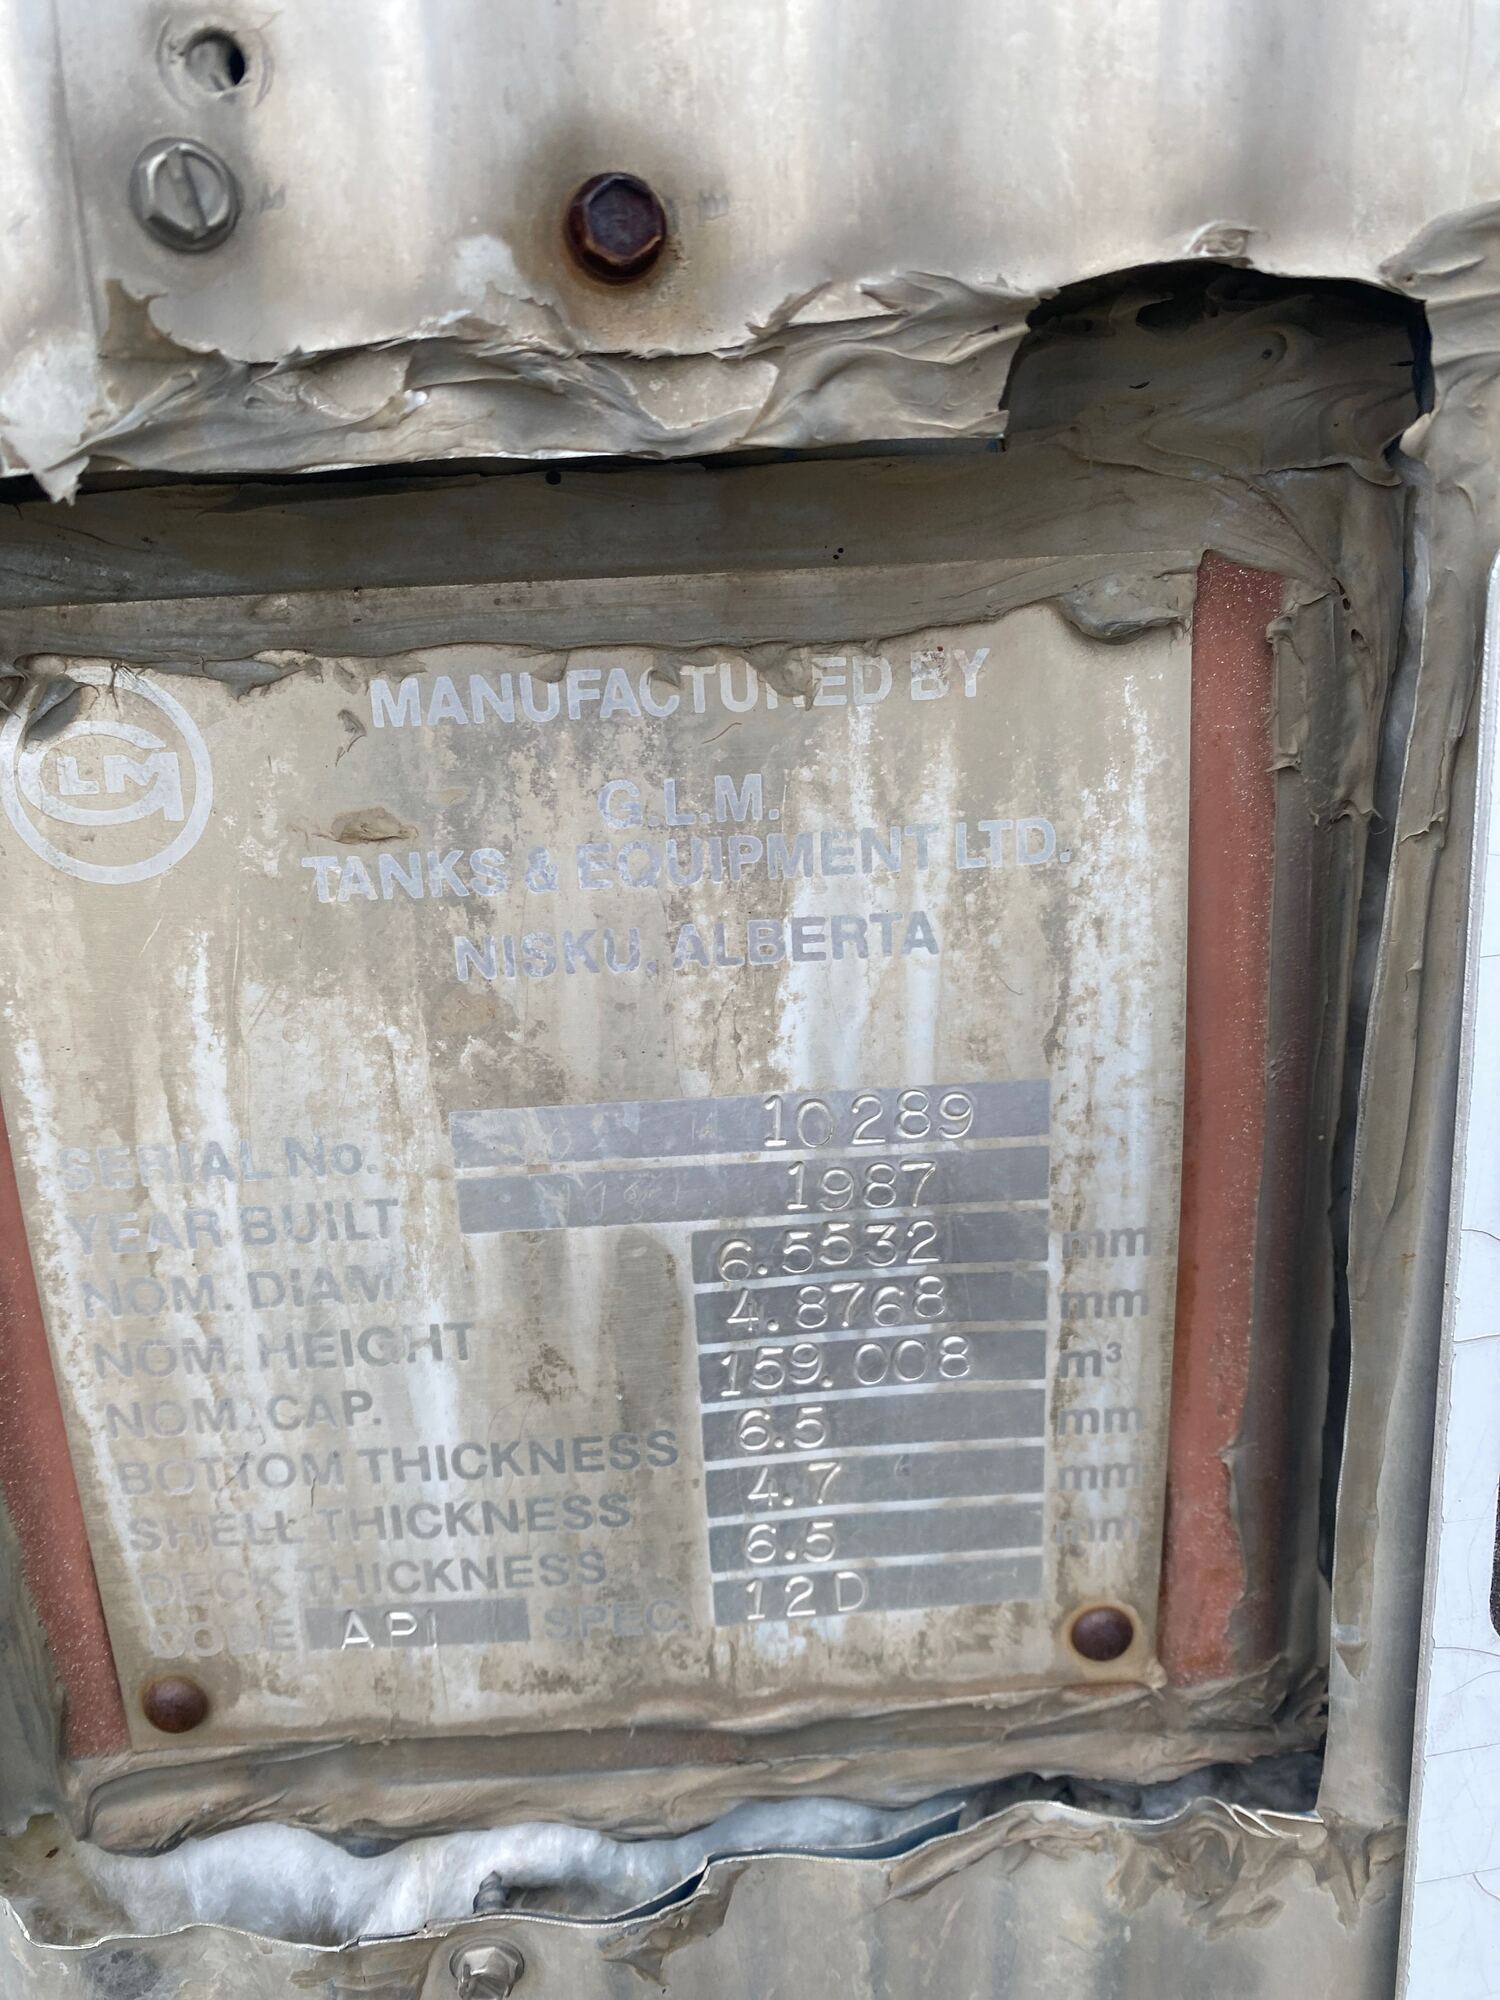 GLM
MANUFACTURED BY
G.L.M.
TANKS & EQUIPMENT LTD.
NISKU, ALBERTA
SERIAL No. 10289
YEAR BUILT 1987
NOM. DIAM. 6.5532 mm
NOM. HEIGHT 4.8768 mm
NOM. CAP. 159.008 m³
BOTTOM THICKNESS 6.5 mm
SHELL THICKNESS 4.7 mm
DECK THICKNESS 6.5 mm
CODE API SPEC. 12D